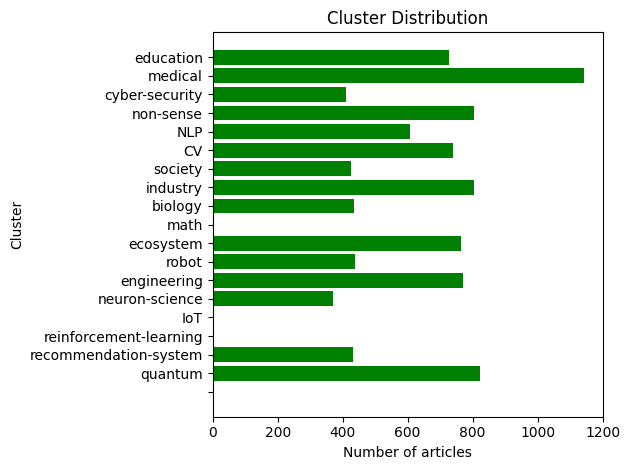 Cluster Distribution
education
medical
cyber-security
non-sense
NLP
CV
society
industry
biology
math
ecosystem
robot
engineering
neuron-science
IoT
reinforcement-learning
recommendation-system
quantum
Cluster
0 200 400 600 800 1000 1200
Number of articles